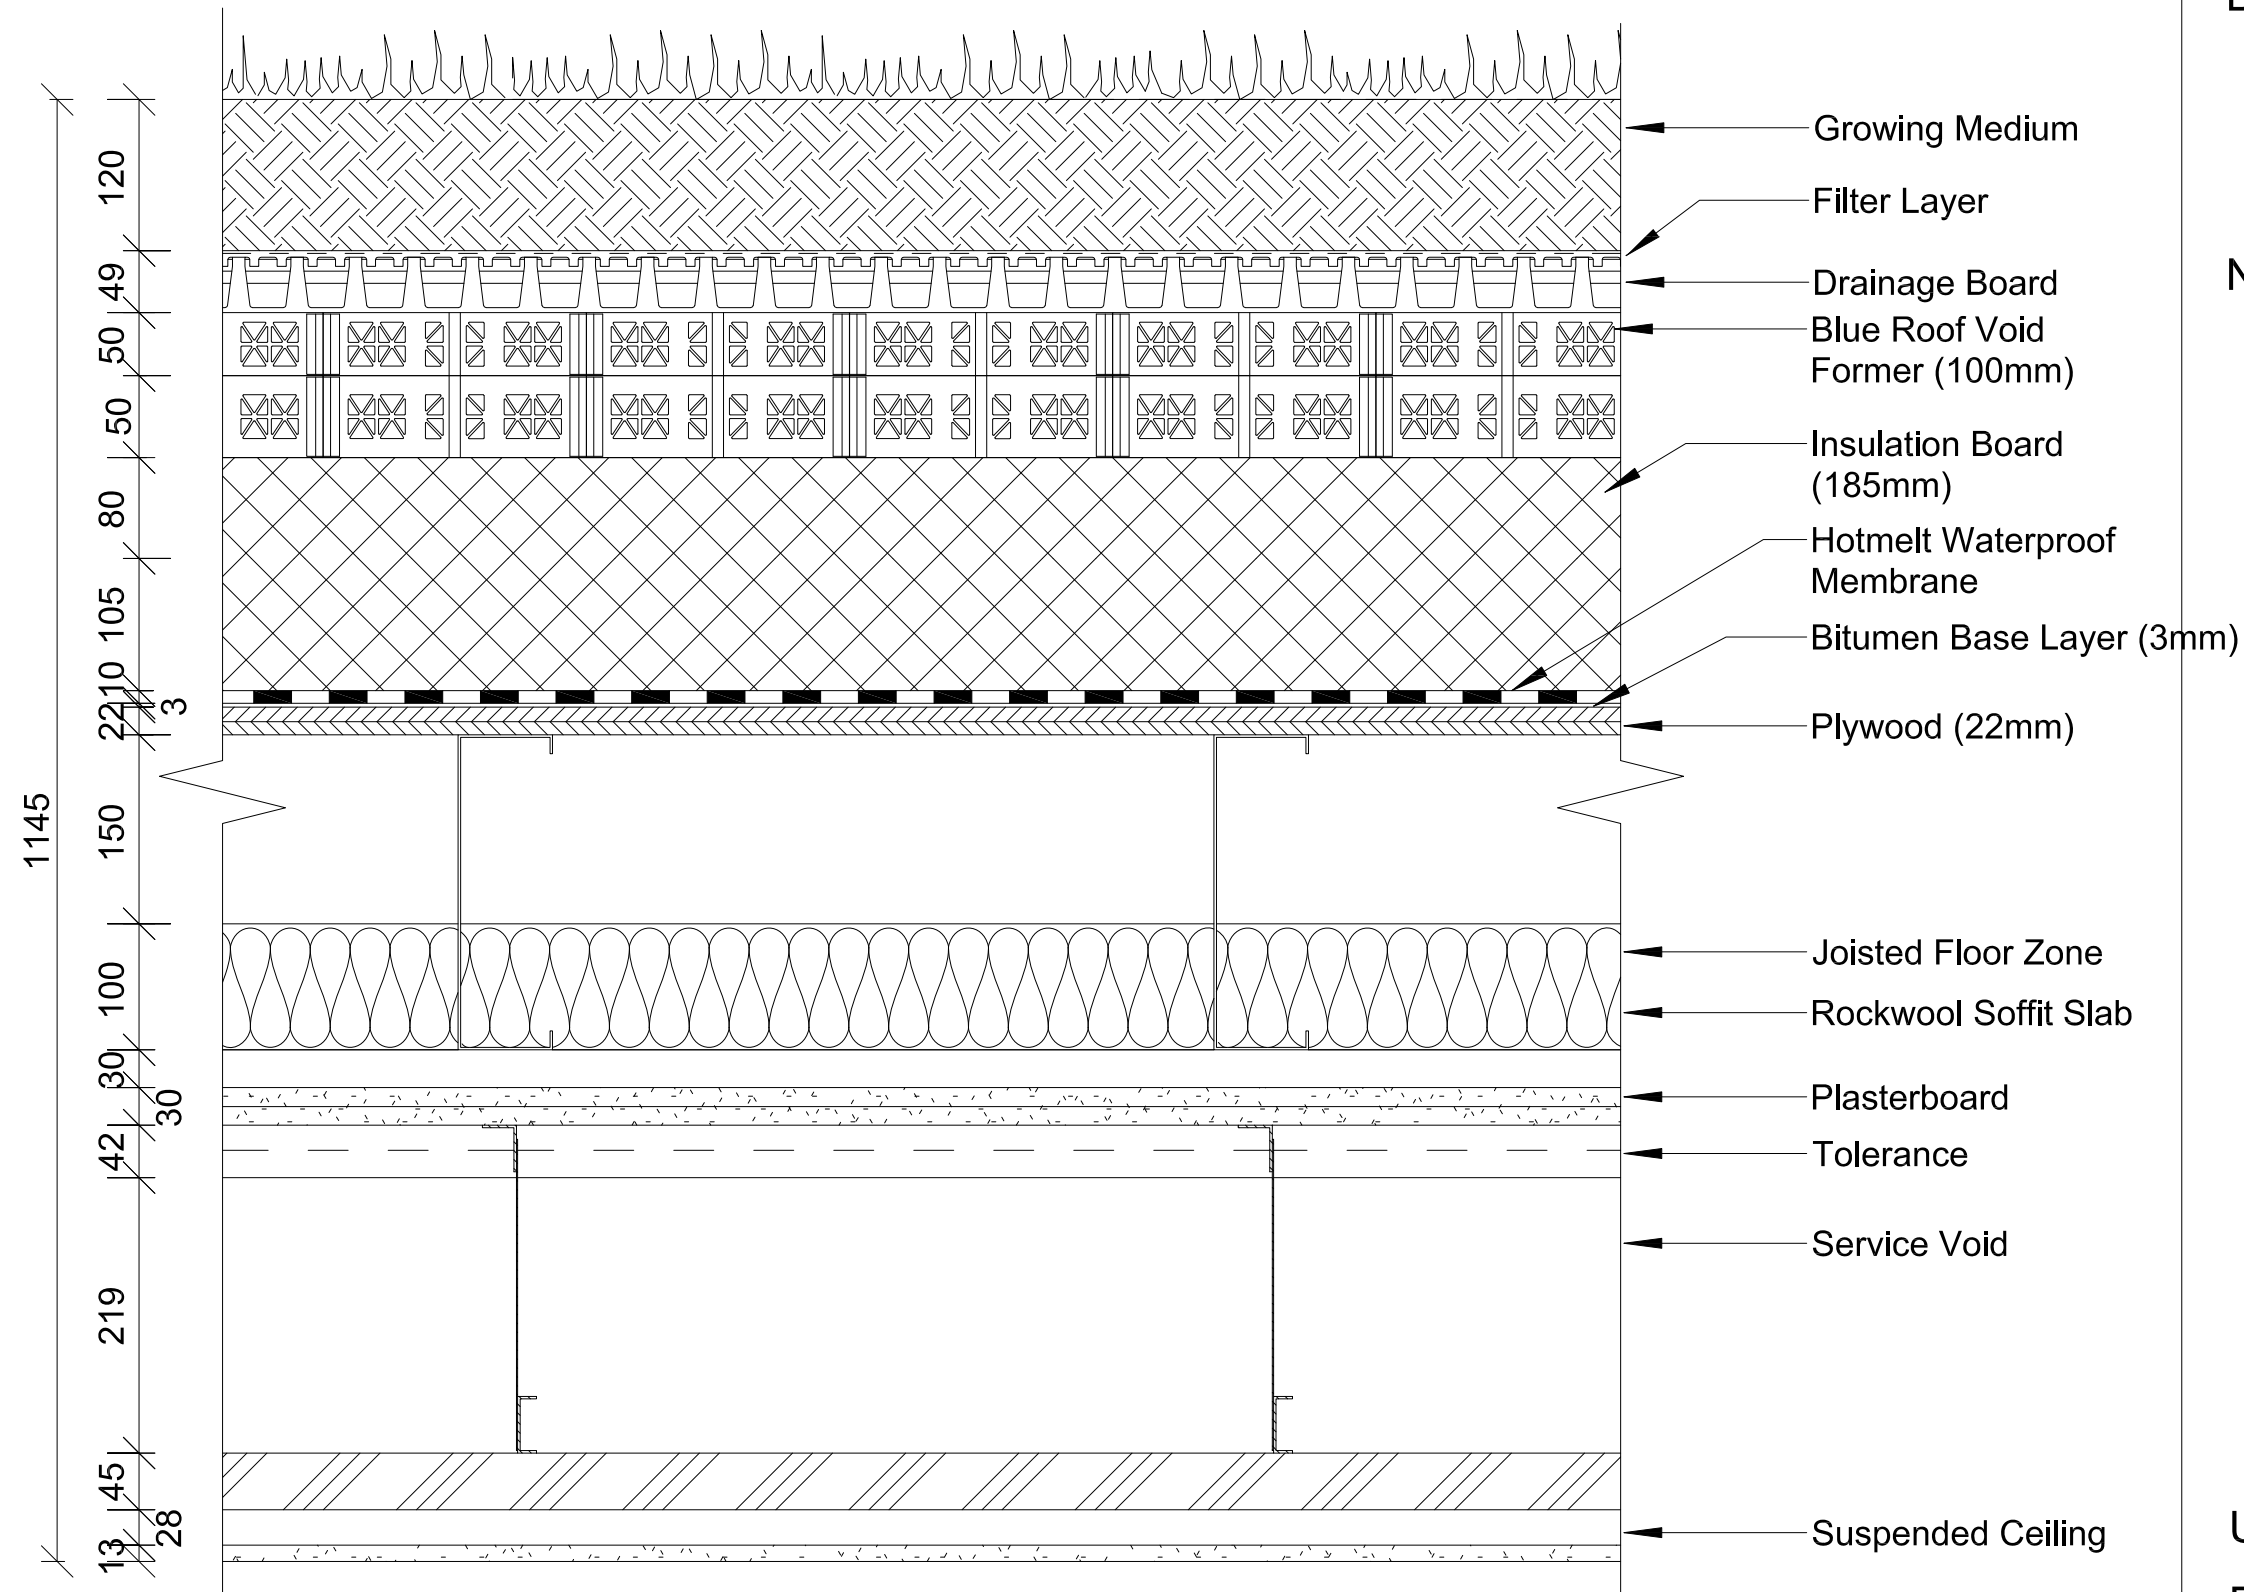 Growing Medium
Filter Layer
Drainage Board
Blue Roof Void
Former (100mm)
Insulation Board
(185mm)
Hotmelt Waterproof
Membrane
Bitumen Base Layer (3mm)
Plywood (22mm)
Joisted Floor Zone
Rockwool Soffit Slab
Plasterboard
Tolerance
Service Void
Suspended Ceiling
1145
120
49
50
50
80
105
10
3
22
150
100
30
30
42
219
45
28
13